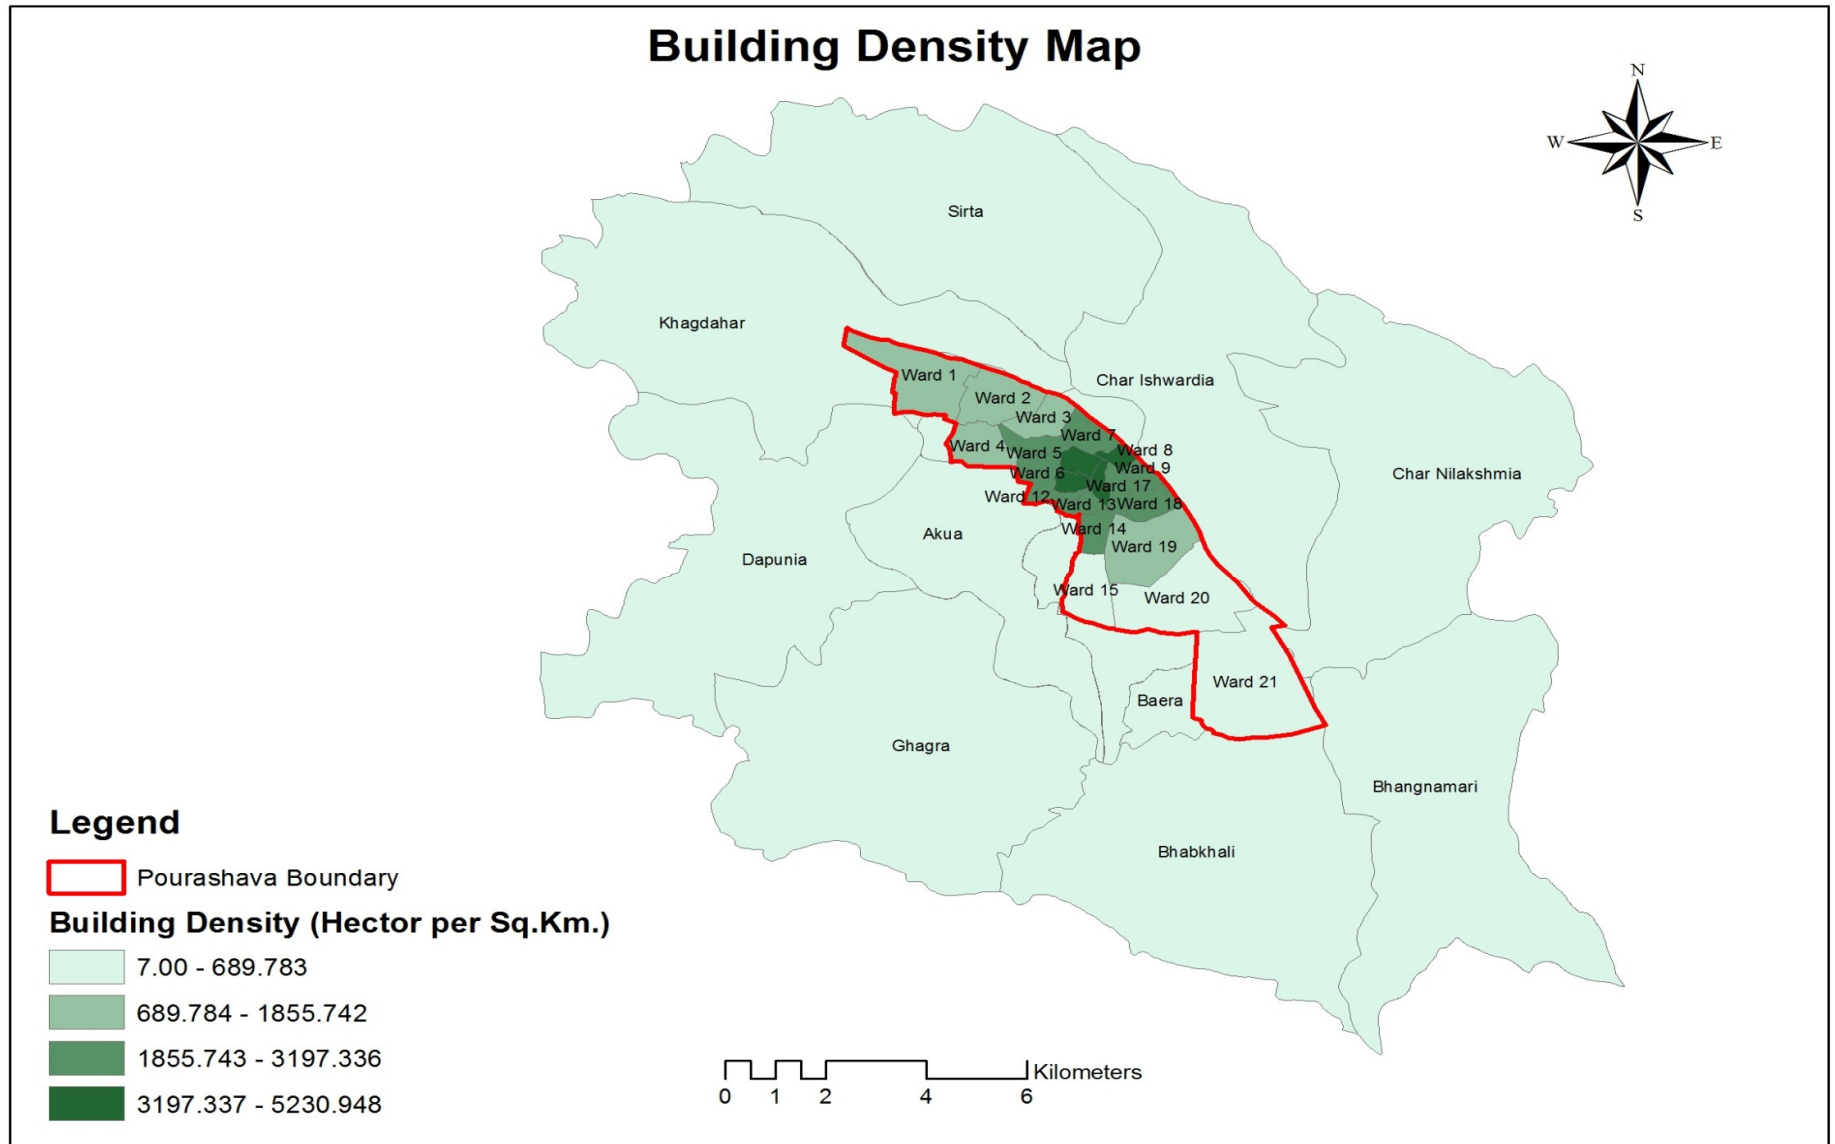 Building Density Map
N
W
E
S
Sirta
Khagdahar
Char Ishwardia
Ward 1
Ward 2
Ward 3
Ward 7
Ward 4
Ward 5
Ward 8
Ward 9
Ward 6
Ward 17
Char Nilakshmia
Ward 12
Ward 13
Ward 18
Ward 14
Akua
Ward 19
Dapunia
Ward 15
Ward 20
Ward 21
Baera
Ghagra
Bhangnamari
Bhabkhali
Legend
Pourashava Boundary
Building Density (Hector per Sq.Km.)
7.00 - 689.783
689.784 - 1855.742
1855.743 - 3197.336
3197.337 - 5230.948
Kilometers
0 1 2 4 6